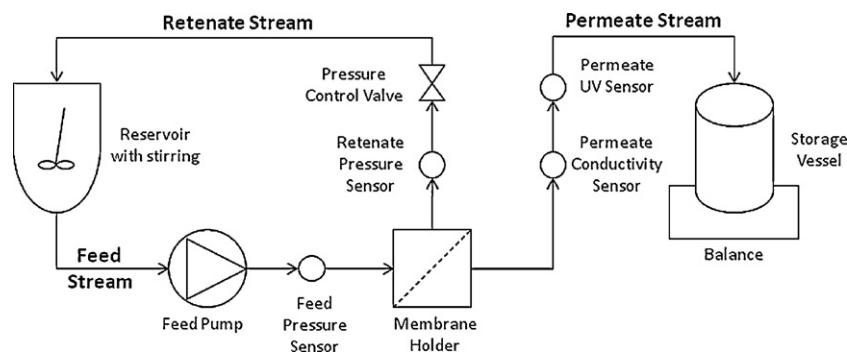 Retenate Stream
Permeate Stream
Pressure
Control Valve
Permeate
UV Sensor
Reservoir
with stirring
Retenate
Pressure
Sensor
Permeate
Conductivity
Sensor
Storage
Vessel
Feed
Stream
Balance
Feed Pump
Feed
Pressure
Sensor
Membrane
Holder